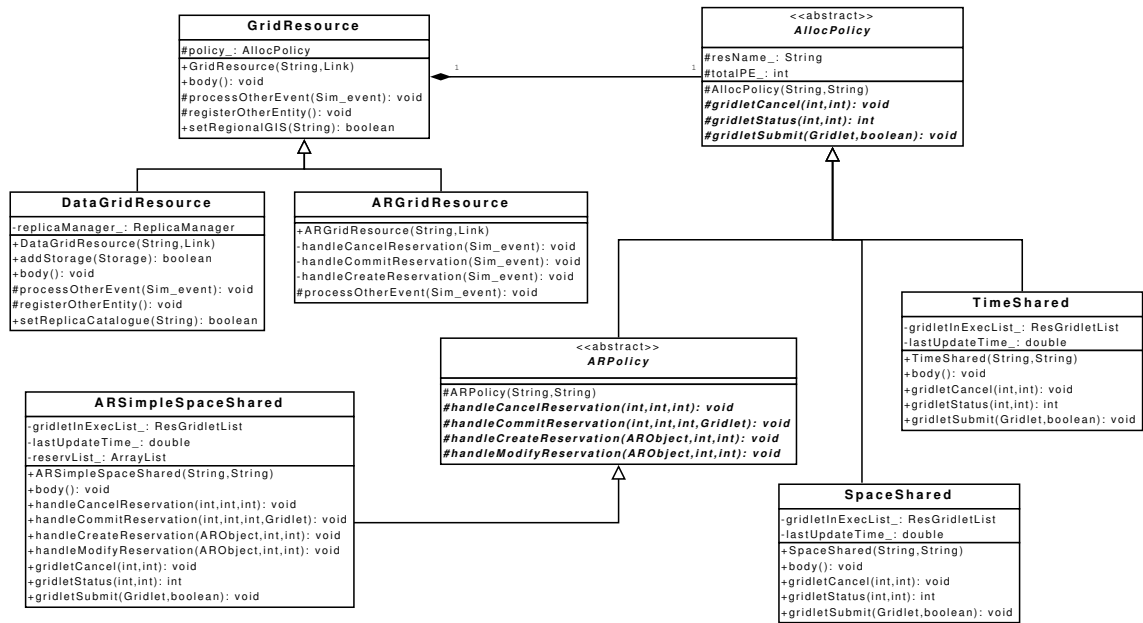 GridResource
#policy_: AllocPolicy
+GridResource(String,Link)
+body(): void
#processOtherEvent(Sim_event): void
#registerOtherEntity(): void
+setRegionalGIS(String): boolean
1
1
<<abstract>>
AllocPolicy
#resName_: String
#totalPE_: int
#AllocPolicy(String,String)
#gridletCancel(int,int): void
#gridletStatus(int,int): int
#gridletSubmit(Gridlet,boolean): void
DataGridResource
-replicaManager_: ReplicaManager
+DataGridResource(String,Link)
+addStorage(Storage): boolean
+body(): void
#processOtherEvent(Sim_event): void
#registerOtherEntity(): void
+setReplicaCatalogue(String): boolean
ARGridResource
+ARGridResource(String,Link)
-handleCancelReservation(Sim_event): void
-handleCommitReservation(Sim_event): void
-handleCreateReservation(Sim_event): void
#processOtherEvent(Sim_event): void
TimeShared
-gridletInExecList_: ResGridletList
-lastUpdateTime_: double
+TimeShared(String,String)
+body(): void
+gridletCancel(int,int): void
+gridletStatus(int,int): int
+gridletSubmit(Gridlet,boolean): void
<<abstract>>
ARPolicy
#ARPolicy(String,String)
#handleCancelReservation(int,int,int): void
#handleCommitReservation(int,int,int,Gridlet): void
#handleCreateReservation(ARObject,int,int): void
#handleModifyReservation(ARObject,int,int): void
ARSimpleSpaceShared
-gridletInExecList_: ResGridletList
-lastUpdateTime_: double
-reservList_: ArrayList
+ARSimpleSpaceShared(String,String)
+body(): void
+handleCancelReservation(int,int,int): void
+handleCommitReservation(int,int,int,Gridlet): void
+handleCreateReservation(ARObject,int,int): void
+handleModifyReservation(ARObject,int,int): void
+gridletCancel(int,int): void
+gridletStatus(int,int): int
+gridletSubmit(Gridlet,boolean): void
SpaceShared
-gridletInExecList_: ResGridletList
-lastUpdateTime_: double
+SpaceShared(String,String)
+body(): void
+gridletCancel(int,int): void
+gridletStatus(int,int): int
+gridletSubmit(Gridlet,boolean): void